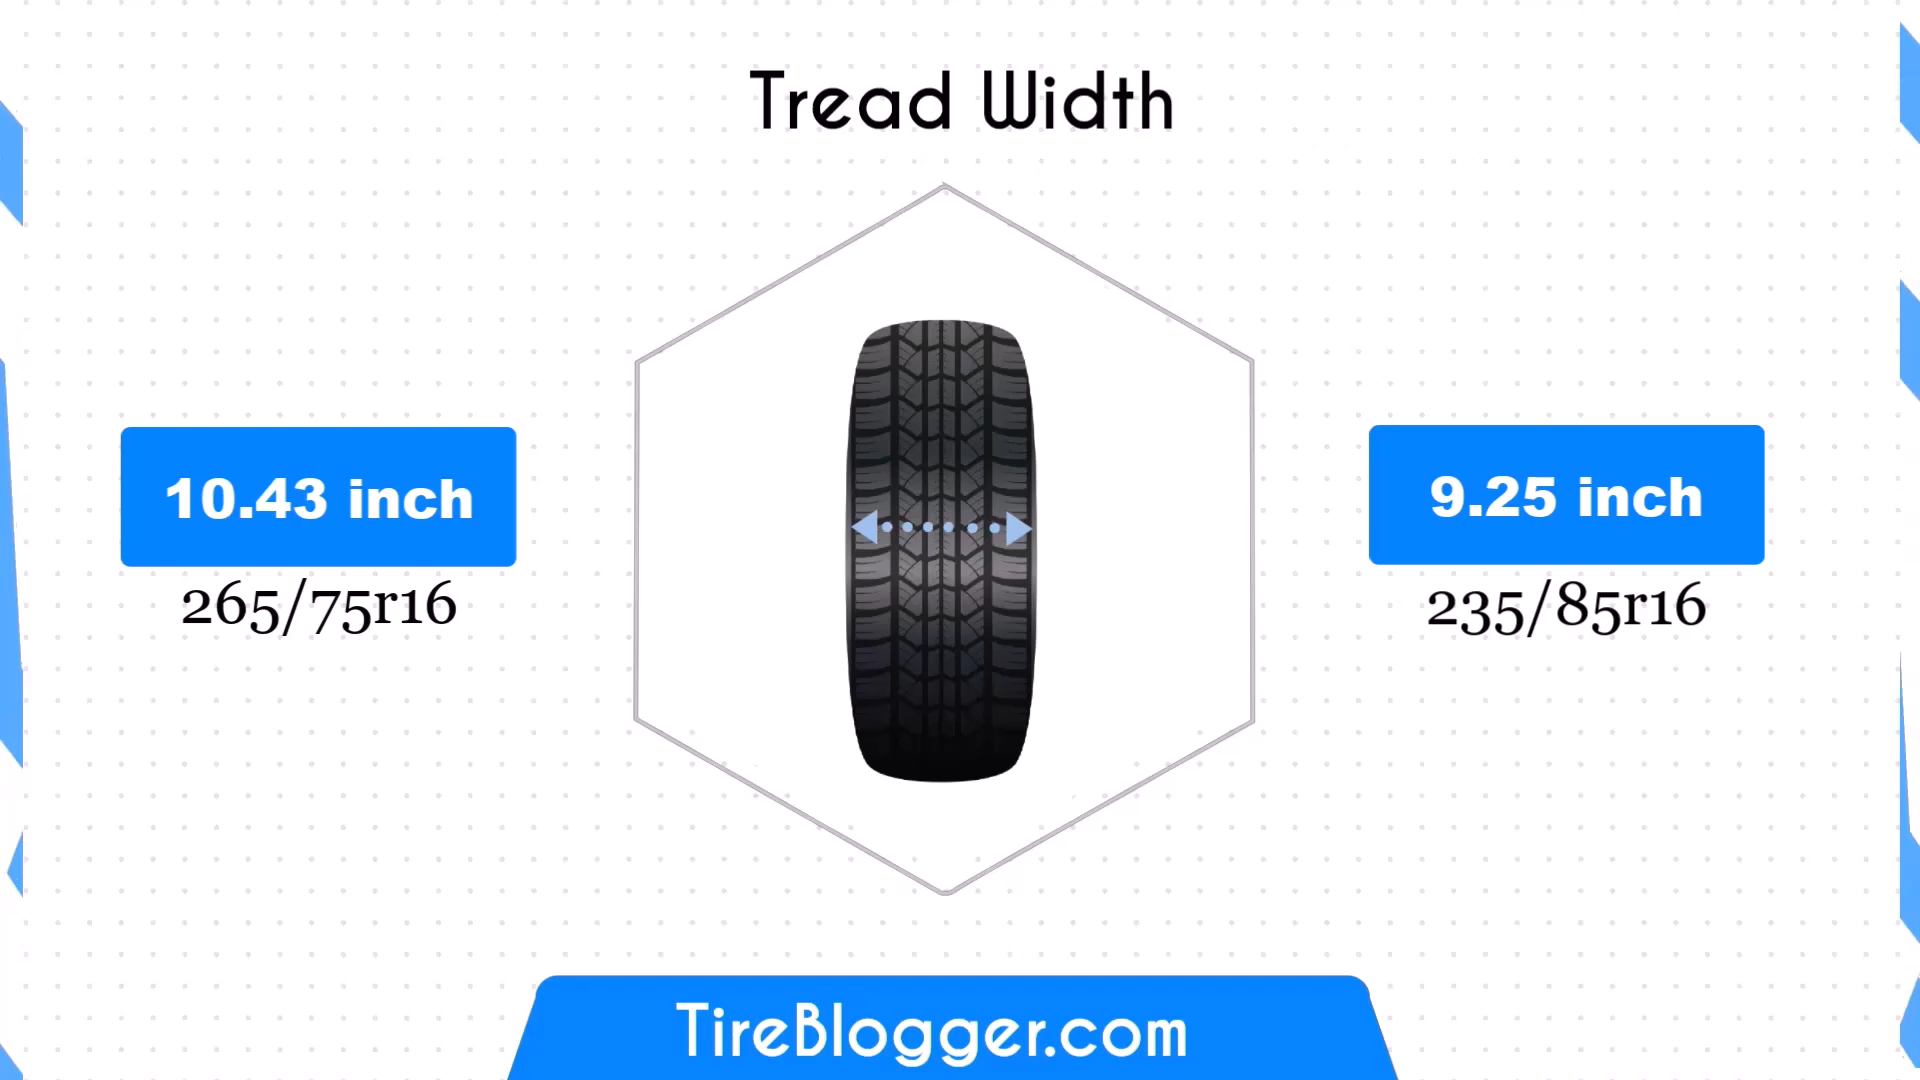 Tread Width
10.43 inch
265/75r16
9.25 inch
235/85r16
TireBlogger.com